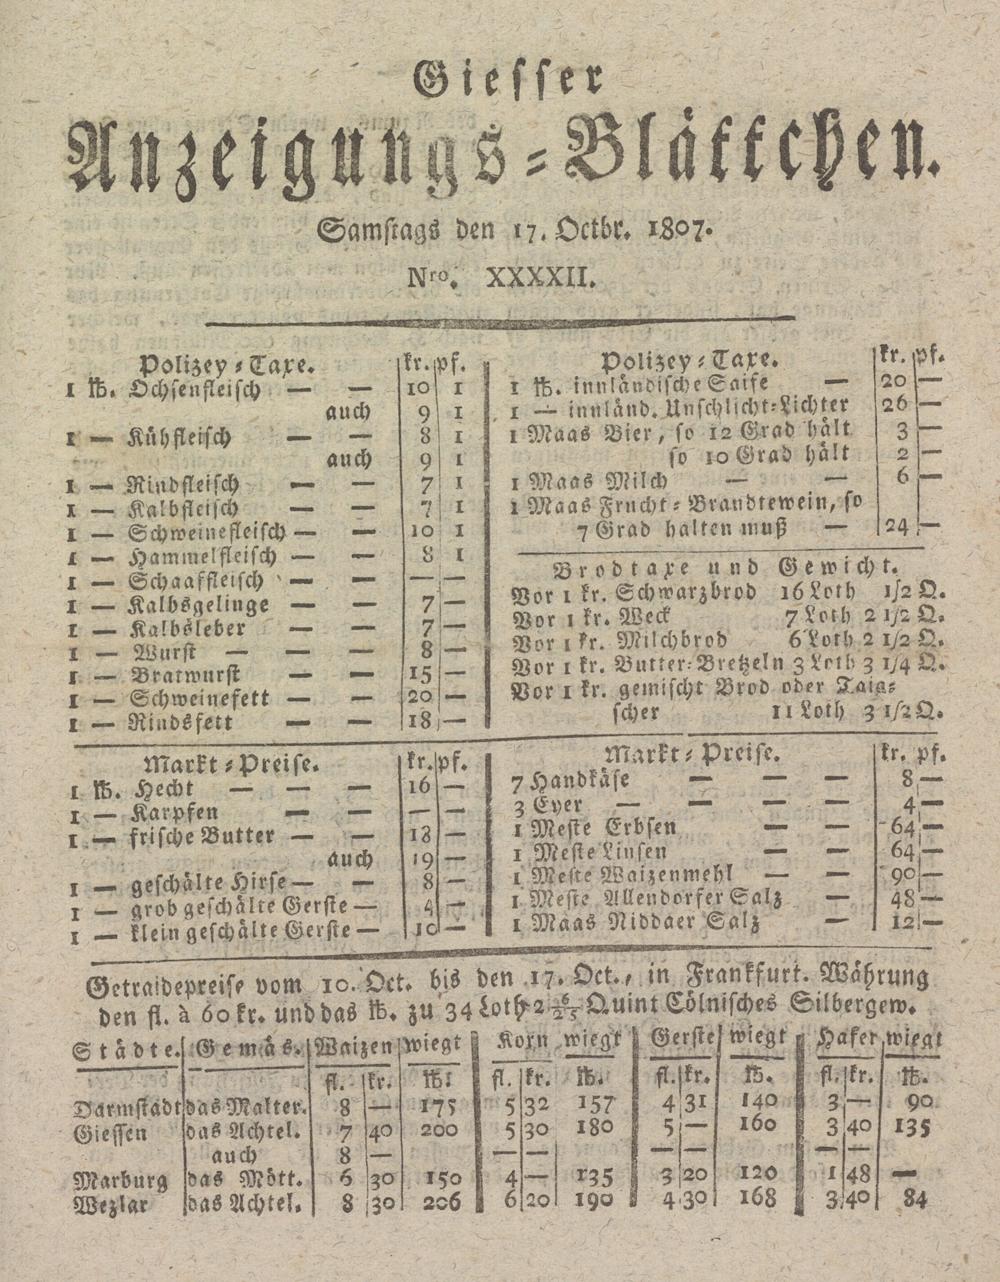 Giesser
Anzeigungs-Blättchen.
Samstags den 17. Octbr. 1807.
Nro. XXXXII.
Polizey-Taxe. kr. pf.
1 ℔. Ochsenfleisch — — 10 1
auch 9 1
1 — Kühfleisch — — 8 1
auch 9 1
1 — Rindfleisch — — 7 1
1 — Kalbfleisch — — 7 1
1 — Schweinefleisch — — 10 1
1 — Hammelfleisch — — 8 1
1 — Schaaffleisch — — — —
1 — Kalbsgelinge — — 7 —
1 — Kalbsleber — — 7 —
1 — Wurst — — — 8 —
1 — Bratwurst — — 15 —
1 — Schweinefett — — 20 —
1 — Rindsfett — — 18 —
Polizey-Taxe. kr. pf.
1 ℔. innländische Saife — 20 —
1 — innländ. Unschlicht-Lichter 26 —
1 Maas Bier, so 12 Grad hält 3 —
so 10 Grad hält 2 —
1 Maas Milch — — 6 —
1 Maas Frucht-Brandtewein, so
7 Grad halten muß — 24 —
Brodtaxe und Gewicht.
Vor 1 kr. Schwarzbrod 16 Loth 1/2 Q.
Vor 1 kr. Weck 7 Loth 2 1/2 Q.
Vor 1 kr. Milchbrod 6 Loth 2 1/2 Q.
Vor 1 kr. Butter-Bretzeln 3 Loth 3 1/4 Q.
Vor 1 kr. gemischt Brod oder Taig-
scher 11 Loth 3 1/2 Q.
Markt-Preise. kr. pf.
1 ℔. Hecht — — — 16 —
1 — Karpfen — — — —
1 — frische Butter — — 18 —
auch 19 —
1 — geschälte Hirse — — 8 —
1 — grob geschälte Gerste — 4 —
1 — klein geschälte Gerste — 10 —
Markt-Preise. kr. pf.
7 Handkäse — — — 8 —
3 Eyer — — — — 4 —
1 Meste Erbsen — — 64 —
1 Meste Linsen — — 64 —
1 Meste Waizenmehl — — 90 —
1 Meste Allendorfer Salz — 48 —
1 Maas Niddaer Salz — 12 —
Getraidepreise vom 10. Oct. bis den 17. Oct., in Frankfurt. Währung
den fl. à 60 kr. und das ℔. zu 34 Loth 2 6/25 Quint Cölnisches Silbergew.
Städte. Gemäs. Waizen wiegt Korn wiegt Gerste wiegt Hafer wiegt
fl. kr. ℔. fl. kr. ℔. fl. kr. ℔. fl. kr. ℔.
Darmstadt das Malter. 8 — 175 5 32 157 4 31 140 3 — 90
Giessen das Achtel. 7 40 200 5 30 180 5 — 160 3 40 135
auch 8 — — — — — — —
Marburg das Mött. 6 30 150 4 — 135 3 20 120 1 48 —
Wezlar das Achtel. 8 30 206 6 20 190 4 30 168 3 40 84